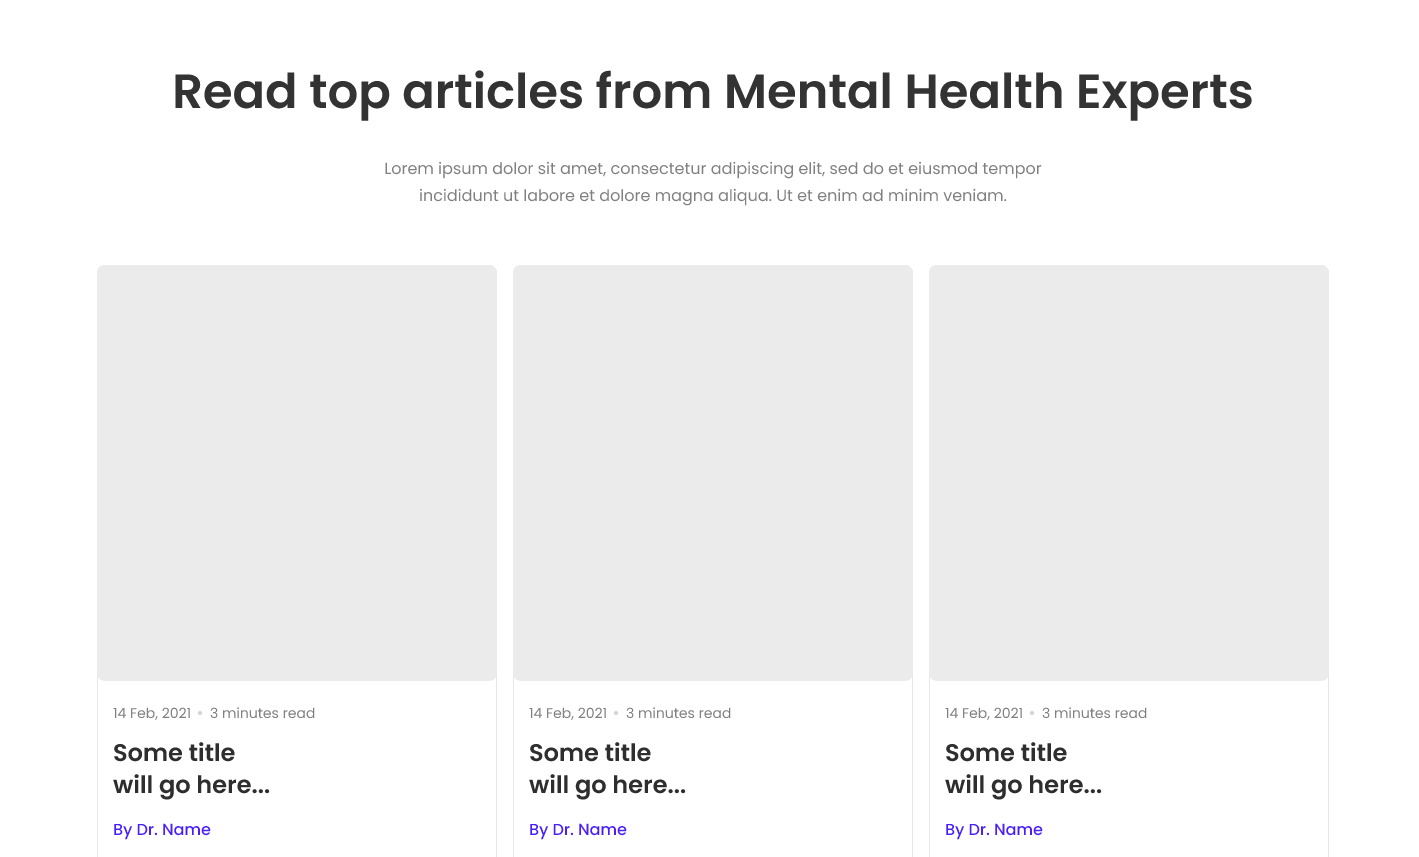 Read top articles from Mental Health Experts
Lorem ipsum dolor sit amet, consectetur adipiscing elit, sed do et eiusmod tempor
incididunt ut labore et dolore magna aliqua. Ut et enim ad minim veniam.
14 Feb, 2021 • 3 minutes read
Some title
will go here...
By Dr. Name
14 Feb, 2021 • 3 minutes read
Some title
will go here...
By Dr. Name
14 Feb, 2021 • 3 minutes read
Some title
will go here...
By Dr. Name